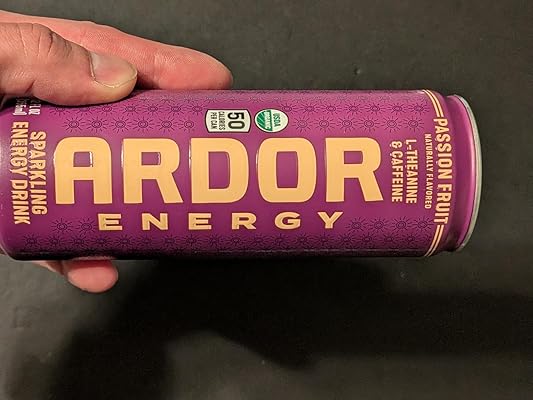 50
CALORIES
PER CAN
USDA
ORGANIC
ARDOR
ENERGY
SPARKLING
ENERGY DRINK
PASSION FRUIT
NATURALLY FLAVORED
L-THEANINE
& CAFFEINE